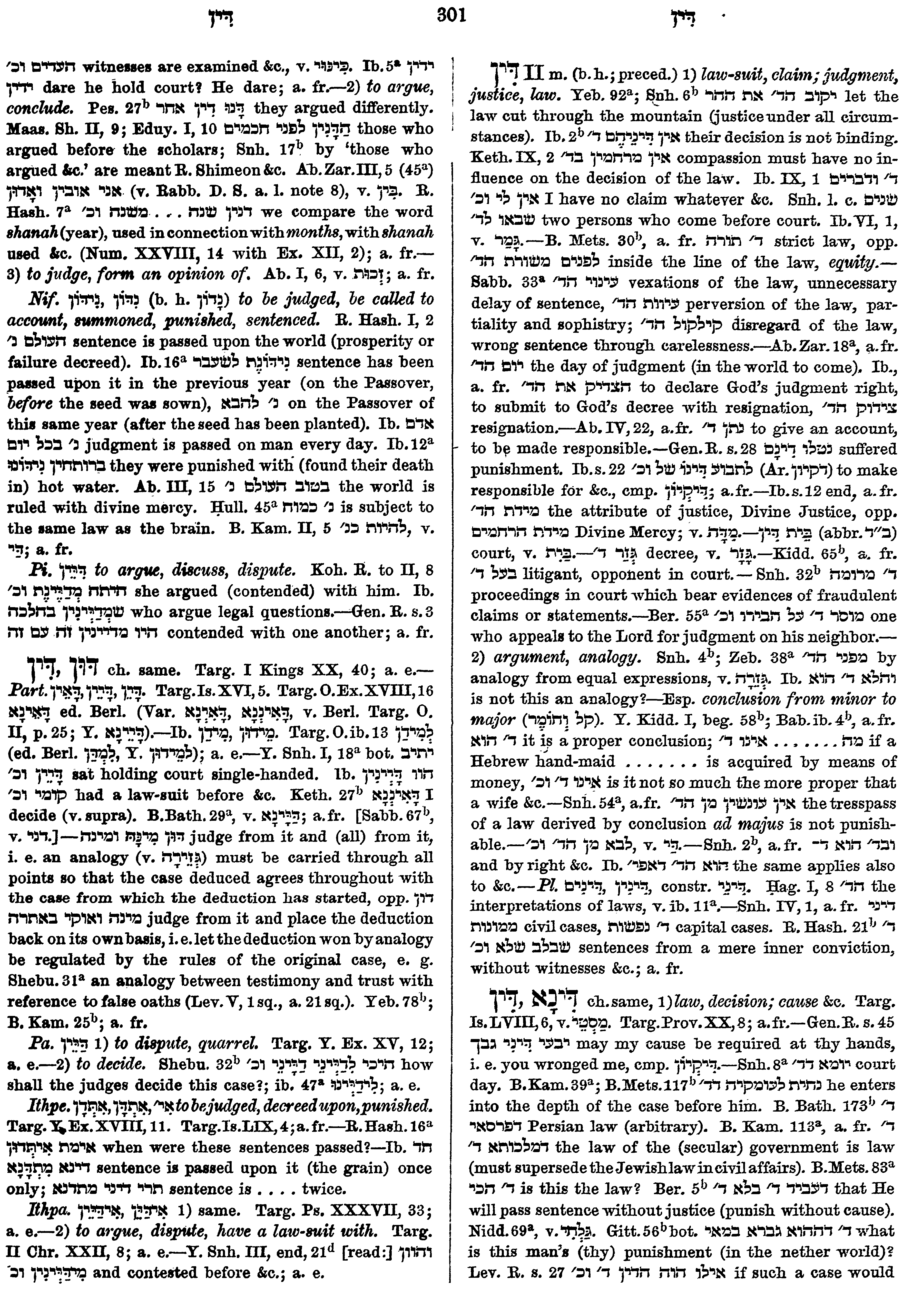 דִּין
301
דִּין
ידיו העדים וכ' witnesses are examined &c., v. Ib.5ᵃ
ידין dare he hold court? He dare; a. fr.—2) to argue,
conclude. Pes. 27ᵇ דָּנוּ דין אחר they argued differently.
Maas. Sh. II, 9; Eduy. I, 10 הַדָּנִין לפני חכמים those who
argued before the scholars; Snh. 17ᵇ by 'those who
argued &c.' are meant R. Shimeon &c. Ab. Zar. III, 5 (45ᵃ)
אני אובין ואדון (v. Rabb. D. S. a. l. note 8), v. בִּין. R.
Hash. 7ᵃ דנין שנה . . . משנה וכ' we compare the word
shanah (year), used in connection with months, with shanah
used &c. (Num. XXVIII, 14 with Ex. XII, 2); a. fr.—
3) to judge, form an opinion of. Ab. I, 6, v. זְכוּת; a. fr.
Nif. נִדּוֹן, נִידּוֹן (b. h. נָדוֹן) to be judged, be called to
account, summoned, punished, sentenced. R. Hash. I, 2
העולם נ' sentence is passed upon the world (prosperity or
failure decreed). Ib.16ᵃ נִידּוֹנֶת לשעבר sentence has been
passed upon it in the previous year (on the Passover,
before the seed was sown), נ' להבא on the Passover of
this same year (after the seed has been planted). Ib. אדם
נ' בכל יום judgment is passed on man every day. Ib. 12ᵃ
ברותחין נִידּוֹנוּ they were punished with (found their death
in) hot water. Ab. III, 15 בטוב העולם נ' the world is
ruled with divine mercy. Ḥull. 45ᵃ נ' כמוח is subject to
the same law as the brain. B. Kam. II, 5 להיות כנ', v.
דַּי; a. fr.
Pi. דִּיֵּין to argue, discuss, dispute. Koh. R. to II, 8
היתה מְדַיֶּינֶת וכ' she argued (contended) with him. Ib.
שמְדַיְּינִין בהלכה who argue legal questions.—Gen. R. s. 3
היו מדיינין זה עם זה contended with one another; a. fr.
דּוּן, דִּין ch. same. Targ. I Kings XX, 40; a. e.—
Part. דָּיֵן, דָּיֵין, דָּאֵין. Targ. Is. XVI, 5. Targ. O. Ex. XVIII, 16
דָּאֵינָא ed. Berl. (Var. דָּאֵינְנָא, דָּאִרְנָא, v. Berl. Targ. O.
II, p. 25; Y. דָּיֵינָא).—Ib. מֵידוּן, מֵידַן. Targ. O. ib. 13 לְמִידַן
(ed. Berl. לְמֵדַן, Y. לְמֵידוּן); a. e.—Y. Snh. I, 18ᵃ bot. יתיב
דָּיֵין וכ' sat holding court single-handed. Ib. הוו דָּיְינִין
קומי וכ' had a law-suit before &c. Keth. 27ᵇ דָּאֵינְנָא I
decide (v. supra). B. Bath. 29ᵃ, v. דַּיָּינָא; a. fr. [Sabb. 67ᵇ,
v. דני.]—דּוּן מִינָּהּ ומינה judge from it and (all) from it,
i. e. an analogy (v. גְּזֵירָה) must be carried through all
points so that the case deduced agrees throughout with
the case from which the deduction has started, opp. דון
מינה ואוקי באתרה judge from it and place the deduction
back on its own basis, i. e. let the deduction won by analogy
be regulated by the rules of the original case, e. g.
Shebu. 31ᵃ an analogy between testimony and trust with
reference to false oaths (Lev. V, 1 sq., a. 21 sq.). Yeb. 78ᵇ;
B. Kam. 25ᵇ; a. fr.
Pa. דַּיֵּין 1) to dispute, quarrel. Targ. Y. Ex. XV, 12;
a. e.—2) to decide. Shebu. 32ᵇ היכי לְדַיְּינֵי דַיָּינֵי וכ' how
shall the judges decide this case?; ib. 47ᵃ לִידַיְּינוּ; a. e.
Ithpe. אִתְּדַן, אִתְּדָן, אִי' to be judged, decreed upon, punished.
Targ. Y. Ex. XVIII, 11. Targ. Is. LIX, 4; a. fr.—R. Hash. 16ᵃ
אימת אִיתְּדוּן when were these sentences passed?—Ib. חד
דינא מִתְּדָנָא sentence is passed upon it (the grain) once
only; תרי דיני מתדנא sentence is . . . . twice.
Ithpa. אִדַּיֵּין, אִידַּיַּין 1) same. Targ. Ps. XXXVII, 33;
a. e.—2) to argue, dispute, have a law-suit with. Targ.
II Chr. XXII, 8; a. e.—Y. Snh. III, end, 21ᵈ [read:] והוון
מִידַּיְּינִין וכ' and contested before &c.; a. e.
דִּין II m. (b. h.; preced.) 1) law-suit, claim; judgment,
justice, law. Yeb. 92ᵃ; Snh. 6ᵇ יקוב הד' את ההר let the
law cut through the mountain (justice under all circum-
stances). Ib. 2ᵇ אין דִּינֵיהֶם ד' their decision is not binding.
Keth. IX, 2 אין מרחמין בד' compassion must have no in-
fluence on the decision of the law. Ib. IX, 1 ד' ודברים
אין לי וכ' I have no claim whatever &c. Snh. l. c. שנים
שבאו לד' two persons who come before court. Ib. VI, 1,
v. גְּמַר.—B. Mets. 30ᵇ, a. fr. ד' תורה strict law, opp.
לפנים משורת הד' inside the line of the law, equity.—
Sabb. 33ᵃ עינוי הד' vexations of the law, unnecessary
delay of sentence, עיוות הד' perversion of the law, par-
tiality and sophistry; קילקול הד' disregard of the law,
wrong sentence through carelessness.—Ab. Zar. 18ᵃ, a. fr.
יום הד' the day of judgment (in the world to come). Ib.,
a. fr. הצדיק את הד' to declare God's judgment right,
to submit to God's decree with resignation, צידוק הד'
resignation.—Ab. IV, 22, a. fr. נתן ד' to give an account,
to be made responsible.—Gen. R. s. 28 נטלו דִּינָם suffered
punishment. Ib. s. 22 לתבוע דִּינוֹ של וכ' (Ar. דקיון) to make
responsible for &c., cmp. דִּיקָיוֹן; a. fr.—Ib. s. 12 end, a. fr.
מידת הד' the attribute of justice, Divine Justice, opp.
מידת הרחמים Divine Mercy; v. מִדָּה.—בֵּית דִּין (abbr. ב״ד)
court, v. בַּיִת.—גְּזַר ד' decree, v. גְּזַר.—Kidd. 65ᵇ, a. fr.
בעל ד' litigant, opponent in court.—Snh. 32ᵇ ד' מרומה
proceedings in court which bear evidences of fraudulent
claims or statements.—Ber. 55ᵃ מוסר ד' על חבירו וכ' one
who appeals to the Lord for judgment on his neighbor.—
2) argument, analogy. Snh. 4ᵇ; Zeb. 38ᵃ מפני הד' by
analogy from equal expressions, v. גְּזֵרָה. Ib. והלא ד' הוא
is not this an analogy?—Esp. conclusion from minor to
major (קל וָחוֹמֶר). Y. Kidd. I, beg. 58ᵇ; Bab. ib. 4ᵇ, a. fr.
ד' הוא it is a proper conclusion; מה . . . . . . . אינו ד' if a
Hebrew hand-maid . . . . . . . is acquired by means of
money, אינו ד' וכ' is it not so much the more proper that
a wife &c.—Snh. 54ᵃ, a. fr. אין עונשין מן הד' the tresspass
of a law derived by conclusion ad majus is not punish-
able.—לבא מן הד' וכ', v. דַּי.—Snh. 2ᵇ, a. fr. ובד' הוא ד—
and by right &c. Ib. הוא הד' דאפי' the same applies also
to &c.—Pl. דִּינִים, דִּינִין, constr. דִּינֵי. Ḥag. I, 8 הד' the
interpretations of laws, v. ib. 11ᵃ.—Snh. IV, 1, a. fr. דיני
ממונות civil cases, ד' נפשות capital cases. R. Hash. 21ᵇ ד'
שבלב שלא וכ' sentences from a mere inner conviction,
without witnesses &c.; a. fr.
דִּין, דִּינָא ch. same, 1) law, decision; cause &c. Targ.
Is. LVIII, 6, v. מַסְטֵי. Targ. Prov. XX, 8; a. fr.—Gen. R. s. 45
יבעי דִּינִי גבך may my cause be required at thy hands,
i. e. you wronged me, cmp. דִּיקָיוֹן.—Snh. 8ᵃ יומא דד' court
day. B. Kam. 39ᵃ; B. Mets. 117ᵇ נחית לעומקיה דד' he enters
into the depth of the case before him. B. Bath. 173ᵇ ד'
דפרסאי Persian law (arbitrary). B. Kam. 113ᵃ, a. fr. ד'
דמלכותא ד' the law of the (secular) government is law
(must supersede the Jewish law in civil affairs). B. Mets. 83ᵃ
ד' הכי is this the law? Ber. 5ᵇ דעביד ד' בלא ד' that He
will pass sentence without justice (punish without cause).
Nidd. 69ᵃ, v. Gitt. 56ᵇ bot. ד' דההוא גברא במאי what
is this man's (thy) punishment (in the nether world)?
Lev. R. s. 27 אילו הוה הדין ד' וכ' if such a case would